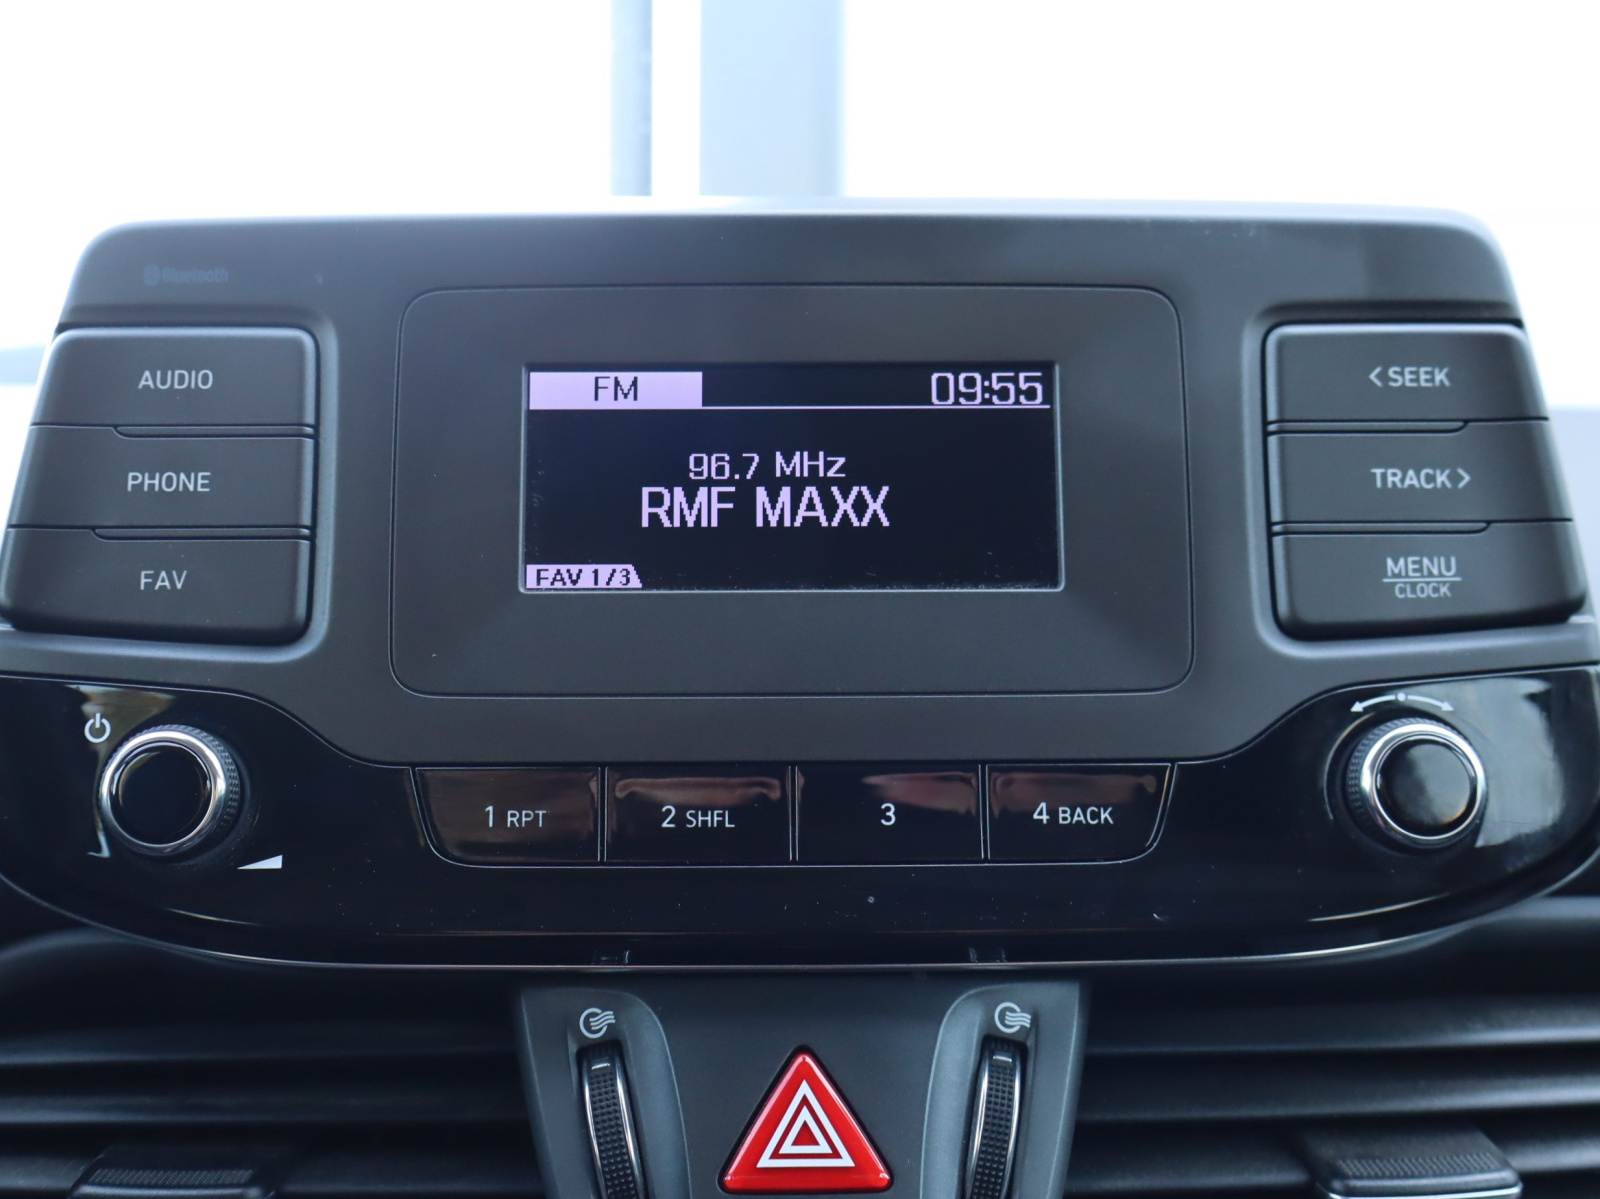 Bluetooth
AUDIO
PHONE
FAV
FM 09:55
96.7 MHz
RMF MAXX
FAV 1/3
<SEEK
TRACK>
MENU
CLOCK
1 RPT
2 SHFL
3
4 BACK